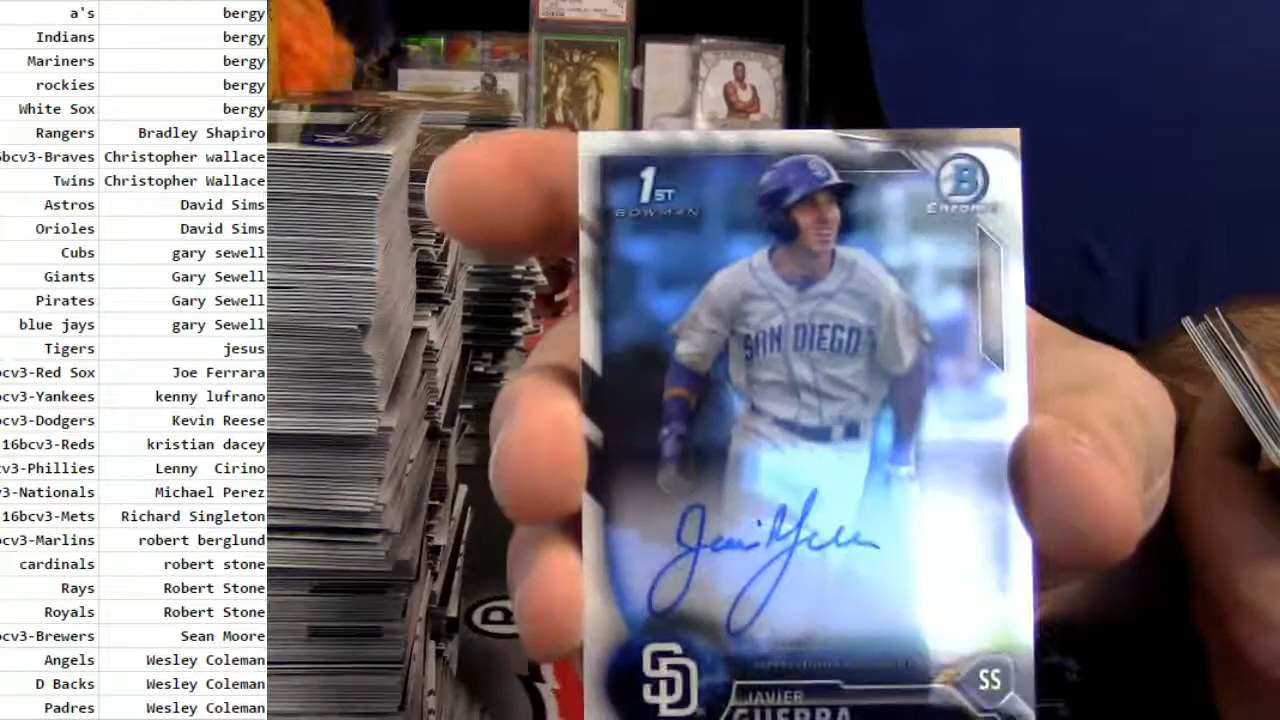 a's bergy
Indians bergy
Mariners bergy
rockies bergy
White Sox bergy
Rangers Bradley Shapiro
6bcv3-Braves Christopher wallace
Twins Christopher Wallace
Astros David Sims
Orioles David Sims
Cubs gary sewell
Giants Gary Sewell
Pirates Gary Sewell
blue jays gary Sewell
Tigers jesus
cv3-Red Sox Joe Ferrara
cv3-Yankees kenny lufrano
cv3-Dodgers Kevin Reese
16bcv3-Reds kristian dacey
v3-Phillies Lenny Cirino
3-Nationals Michael Perez
16bcv3-Mets Richard Singleton
cv3-Marlins robert berglund
cardinals robert stone
Rays Robert Stone
Royals Robert Stone
cv3-Brewers Sean Moore
Angels Wesley Coleman
D Backs Wesley Coleman
Padres Wesley Coleman
1ST
BOWMAN
B
Chrome
SD
SAN DIEGO
SD
JAVIER
GUERRA
SS